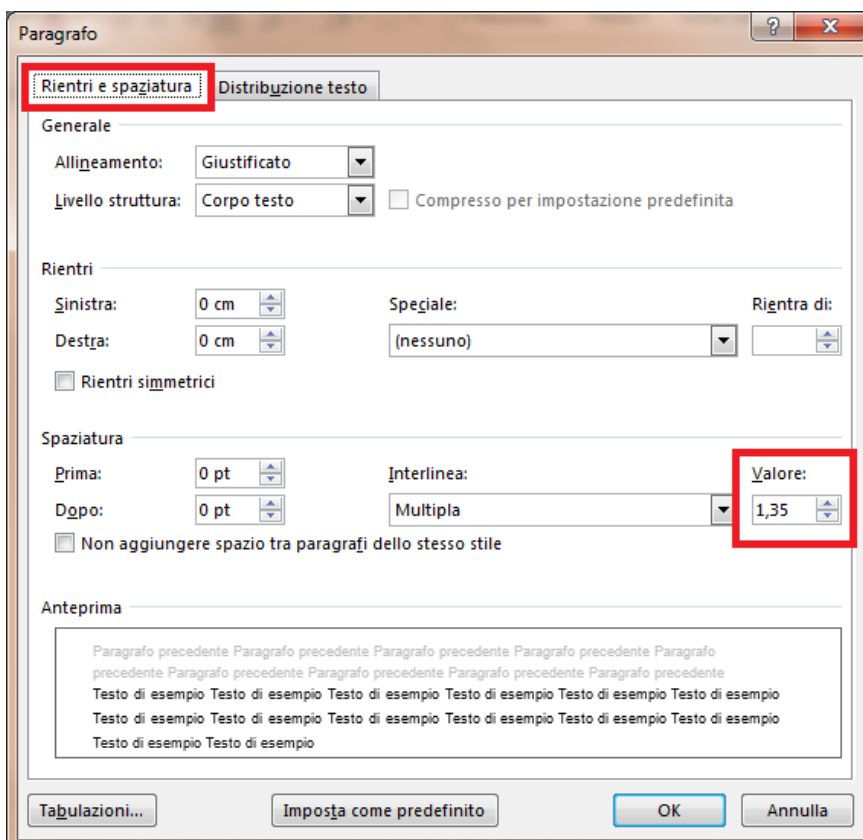 Paragrafo
Rientri e spaziatura Distribuzione testo
Generale
Allineamento: Giustificato
Livello struttura: Corpo testo Compresso per impostazione predefinita
Rientri
Sinistra: 0 cm Speciale: Rientra di:
Destra: 0 cm (nessuno)
Rientri simmetrici
Spaziatura
Prima: 0 pt Interlinea: Valore:
Dopo: 0 pt Multipla 1,35
Non aggiungere spazio tra paragrafi dello stesso stile
Anteprima
Paragrafo precedente Paragrafo precedente Paragrafo precedente Paragrafo precedente Paragrafo
precedente Paragrafo precedente Paragrafo precedente Paragrafo precedente Paragrafo precedente
Testo di esempio Testo di esempio Testo di esempio Testo di esempio Testo di esempio Testo di esempio
Testo di esempio Testo di esempio Testo di esempio Testo di esempio Testo di esempio Testo di esempio
Testo di esempio Testo di esempio
Tabulazioni... Imposta come predefinito OK Annulla